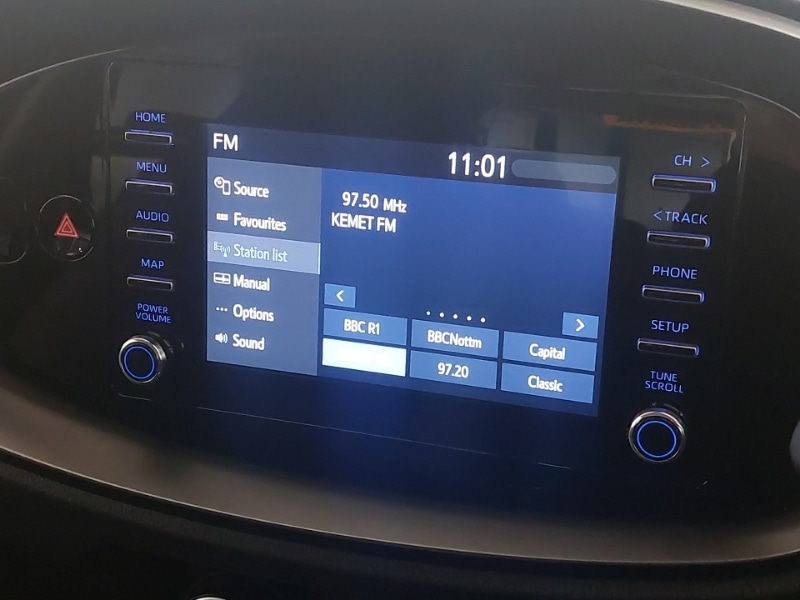 HOME
MENU
AUDIO
MAP
POWER
VOLUME
FM
11:01
Source
Favourites
Station list
Manual
Options
Sound
97.50 MHz
KEMET FM
<
>
BBC R1
BBCNottm
Capital
97.20
Classic
CH >
< TRACK
PHONE
SETUP
TUNE
SCROLL